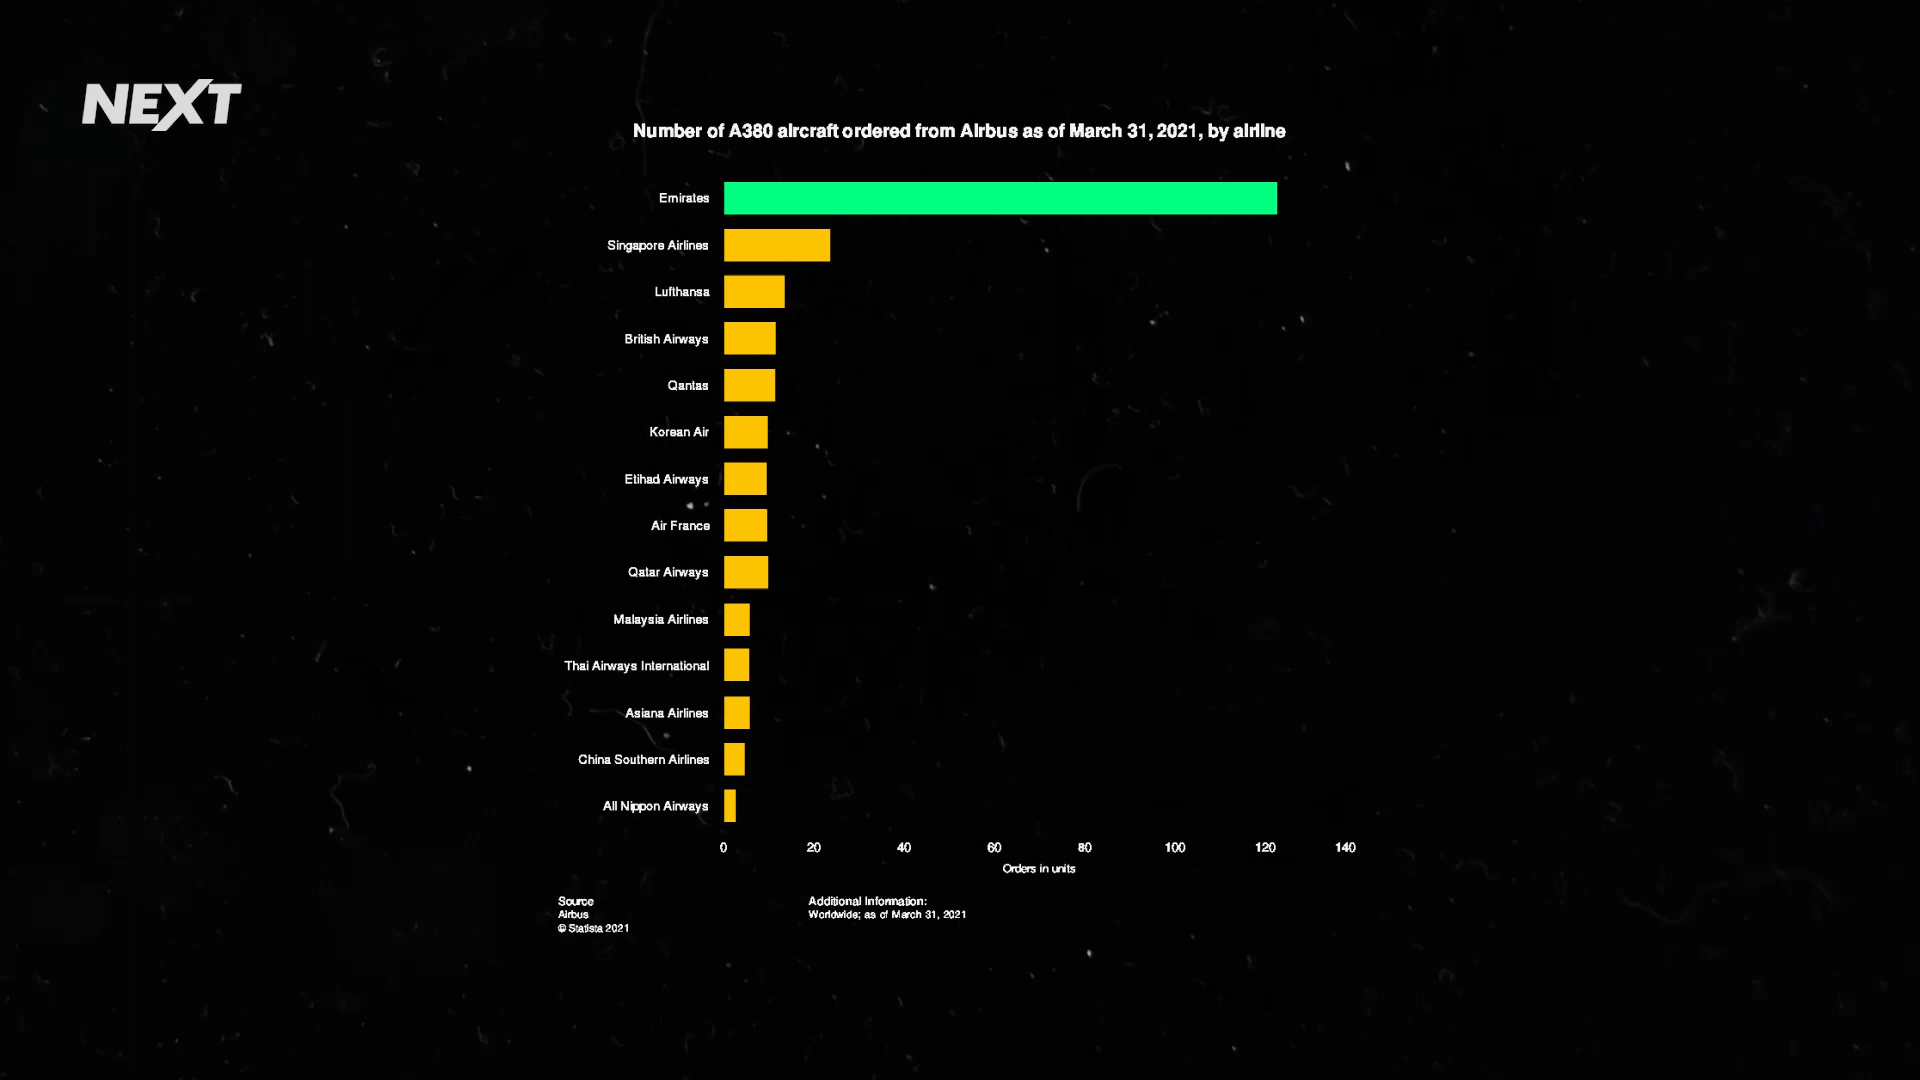 NEXT
Number of A380 aircraft ordered from Airbus as of March 31, 2021, by airline
Emirates
Singapore Airlines
Lufthansa
British Airways
Qantas
Korean Air
Etihad Airways
Air France
Qatar Airways
Malaysia Airlines
Thai Airways International
Asiana Airlines
China Southern Airlines
All Nippon Airways
0 20 40 60 80 100 120 140
Orders in units
Source
Airbus
© Statista 2021
Additional Information:
Worldwide; as of March 31, 2021